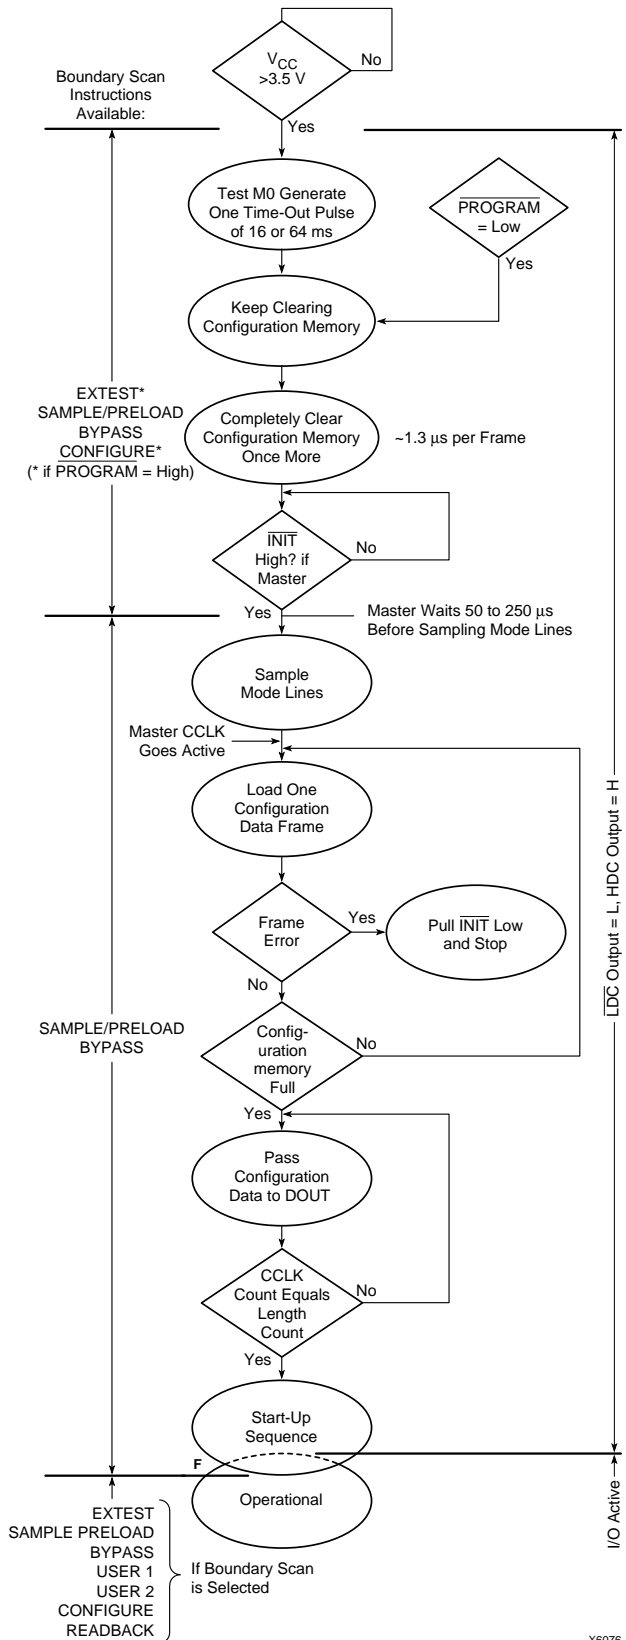 VCC
>3.5 V
No
Boundary Scan
Instructions
Available:
Yes
Test M0 Generate
One Time-Out Pulse
of 16 or 64 ms
PROGRAM
= Low
Yes
Keep Clearing
Configuration Memory
EXTEST*
SAMPLE/PRELOAD
BYPASS
CONFIGURE*
(* if PROGRAM = High)
Completely Clear
Configuration Memory
Once More
~1.3 µs per Frame
INIT
High? if
Master
No
Yes
Master Waits 50 to 250 µs
Before Sampling Mode Lines
Sample
Mode Lines
Master CCLK
Goes Active
Load One
Configuration
Data Frame
LDC Output = L, HDC Output = H
Frame
Error
Yes
Pull INIT Low
and Stop
No
SAMPLE/PRELOAD
BYPASS
Config-
uration
memory
Full
No
Yes
Pass
Configuration
Data to DOUT
CCLK
Count Equals
Length
Count
No
Yes
Start-Up
Sequence
F
Operational
I/O Active
EXTEST
SAMPLE PRELOAD
BYPASS
USER 1
USER 2
CONFIGURE
READBACK
If Boundary Scan
is Selected
X6076